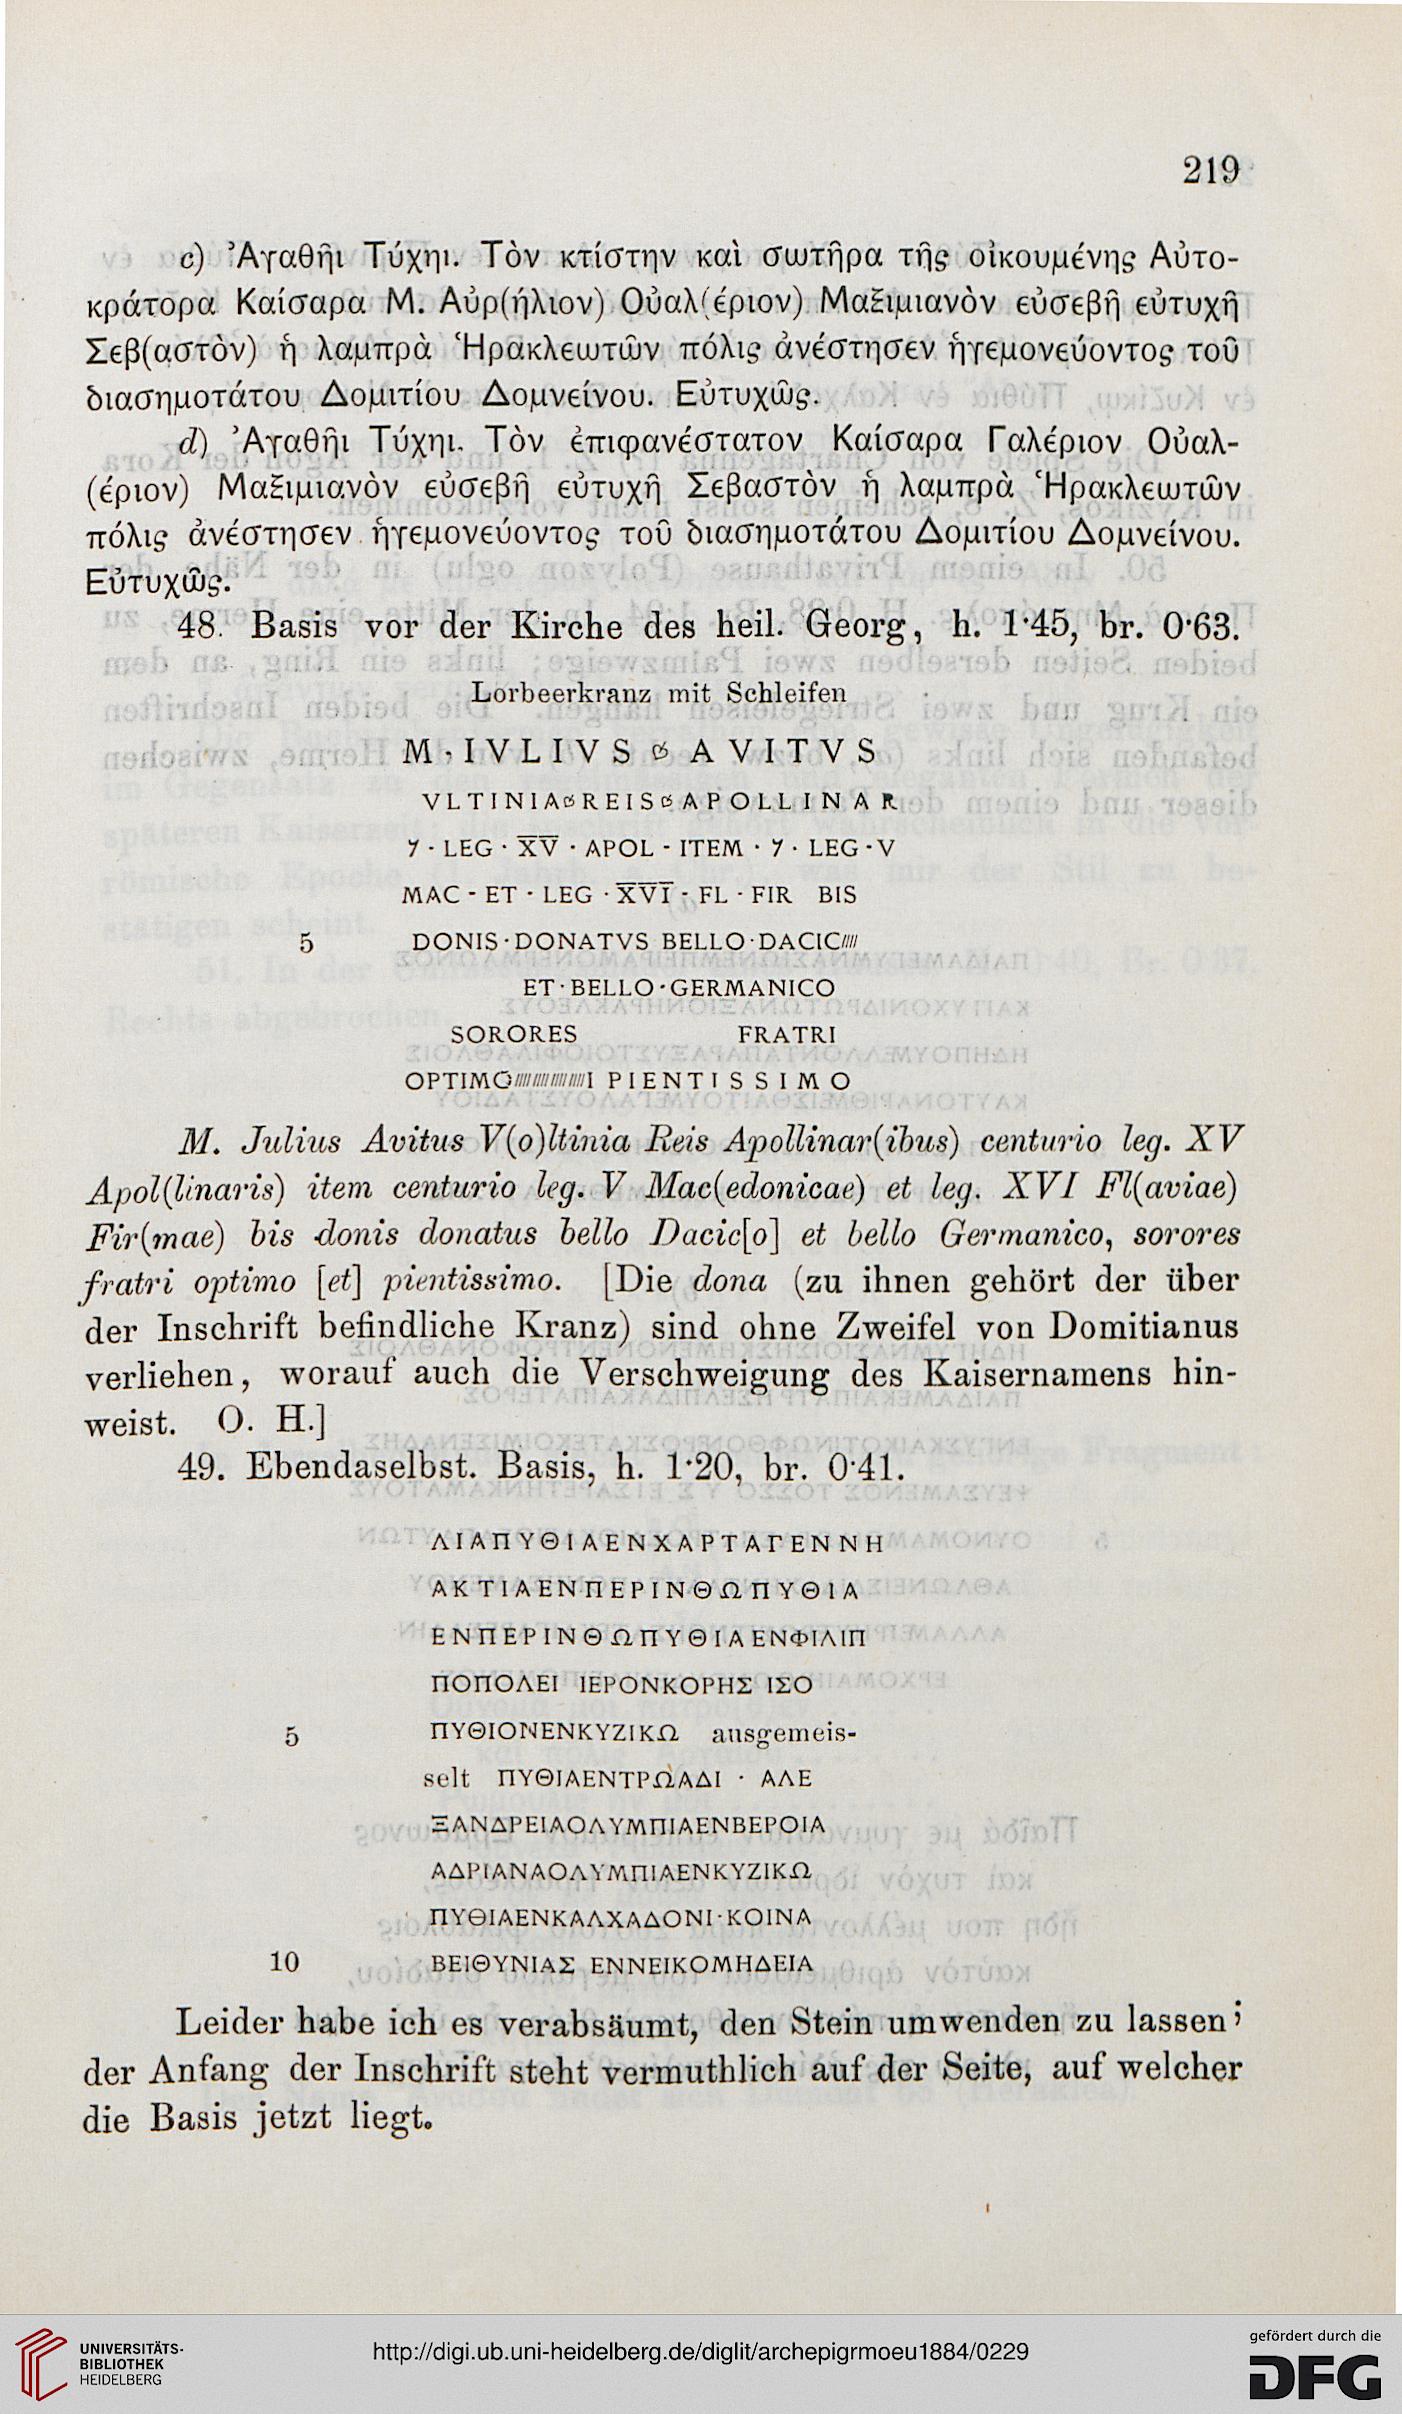 219
c) Ἀγαθῆι Τύχηι. Τὸν κτίστην καὶ σωτῆρα τῆς οἰκουμένης Αὐτο-
κράτορα Καίσαρα Μ. Αὐρ(ήλιον) Οὐαλ(έριον) Μαξιμιανὸν εὐσεβῆ εὐτυχῆ
Σεβ(αστὸν) ἡ λαμπρὰ Ἡρακλεωτῶν πόλις ἀνέστησεν ἡγεμονεύοντος τοῦ
διασημοτάτου Δομιτίου Δομνείνου. Εὐτυχῶς.
d) Ἀγαθῆι Τύχηι. Τὸν ἐπιφανέστατον Καίσαρα Γαλέριον Οὐαλ-
(έριον) Μαξιμιανὸν εὐσεβῆ εὐτυχῆ Σεβαστὸν ἡ λαμπρὰ Ἡρακλεωτῶν
πόλις ἀνέστησεν ἡγεμονεύοντος τοῦ διασημοτάτου Δομιτίου Δομνείνου.
Εὐτυχῶς.
48. Basis vor der Kirche des heil. Georg, h. 1·45, br. 0·63.
Lorbeerkranz mit Schleifen
M · IVLIVS AVITVS
VLTINIA REIS APOLLINAR
7 · LEG · X̅V̅ · APOL · ITEM · 7 · LEG · V
MAC · ET · LEG · X̅V̅I̅ · FL · FIR BIS
5 DONIS · DONATVS BELLO · DACIC/////
ET · BELLO · GERMANICO
SORORES FRATRI
OPTIMO//////////////I PIENTISSIMO
M. Julius Avitus V(o)ltinia Reis Apollinar(ibus) centurio leg. XV
Apol(linaris) item centurio leg. V Mac(edonicae) et leg. XVI Fl(aviae)
Fir(mae) bis donis donatus bello Dacic[o] et bello Germanico, sorores
fratri optimo [et] pientissimo. [Die dona (zu ihnen gehört der über
der Inschrift befindliche Kranz) sind ohne Zweifel von Domitianus
verliehen, worauf auch die Verschweigung des Kaisernamens hin-
weist. O. H.]
49. Ebendaselbst. Basis, h. 1·20, br. 0·41.
ΛΙΑΠΥΘΙΑΕΝΧΑΡΤΑΓΕΝΝΗ
ΑΚΤΙΑΕΝΠΕΡΙΝΘΩΠΥΘΙΑ
ΕΝΠΕΡΙΝΘΩΠΥΘΙΑΕΝΦΙΛΙΠ
ΠΟΠΟΛΕΙ ΙΕΡΟΝΚΟΡΗΣ ΙΣΟ
5 ΠΥΘΙΟΝΕΝΚΥΖΙΚΩ ausgemeis-
selt ΠΥΘΙΑΕΝΤΡΩΑΔΙ · ΑΛΕ
ΞΑΝΔΡΕΙΑΟΛΥΜΠΙΑΕΝΒΕΡΟΙΑ
ΑΔΡΙΑΝΑΟΛΥΜΠΙΑΕΝΚΥΖΙΚΩ
ΠΥΘΙΑΕΝΚΑΛΧΑΔΟΝΙ·ΚΟΙΝΑ
10 ΒΕΙΘΥΝΙΑΣ ΕΝΝΕΙΚΟΜΗΔΕΙΑ
Leider habe ich es verabsäumt, den Stein umwenden zu lassen;
der Anfang der Inschrift steht vermuthlich auf der Seite, auf welcher
die Basis jetzt liegt.
UNIVERSITÄTS-
BIBLIOTHEK
HEIDELBERG
http://digi.ub.uni-heidelberg.de/diglit/archepigrmoeu1884/0229
gefördert durch die
DFG